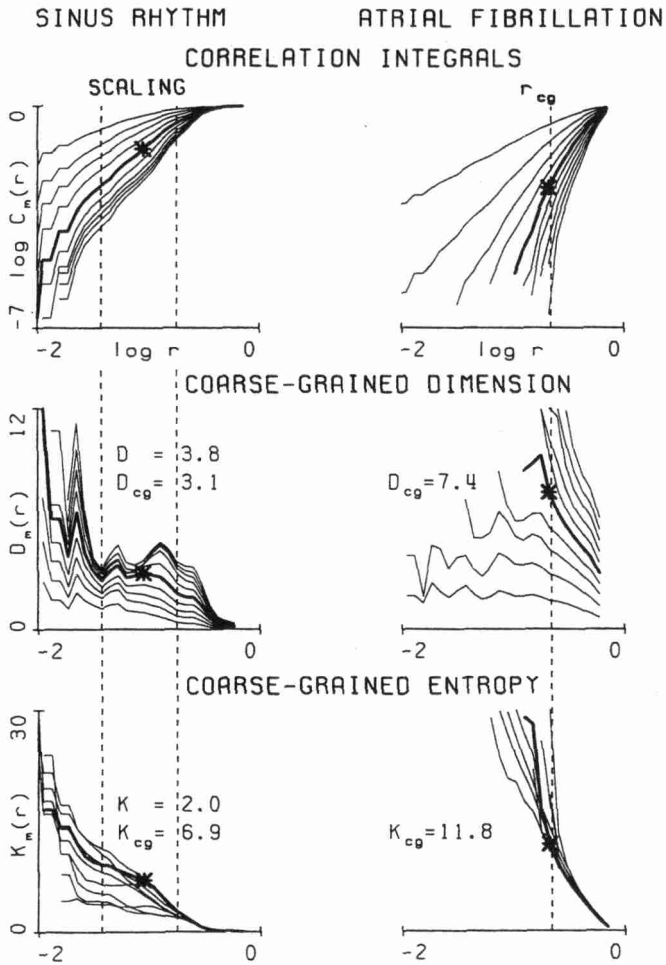 SINUS RHYTHM
ATRIAL FIBRILLATION
CORRELATION INTEGRALS
SCALING
r_cg
0
log C_m(r)
-7
-2
log r
0
-2
log r
0
COARSE-GRAINED DIMENSION
12
D_m(r)
0
D = 3.8
D_cg = 3.1
D_cg=7.4
-2
0
-2
0
COARSE-GRAINED ENTROPY
30
K_m(r)
0
K = 2.0
K_cg = 6.9
K_cg=11.8
-2
0
-2
0